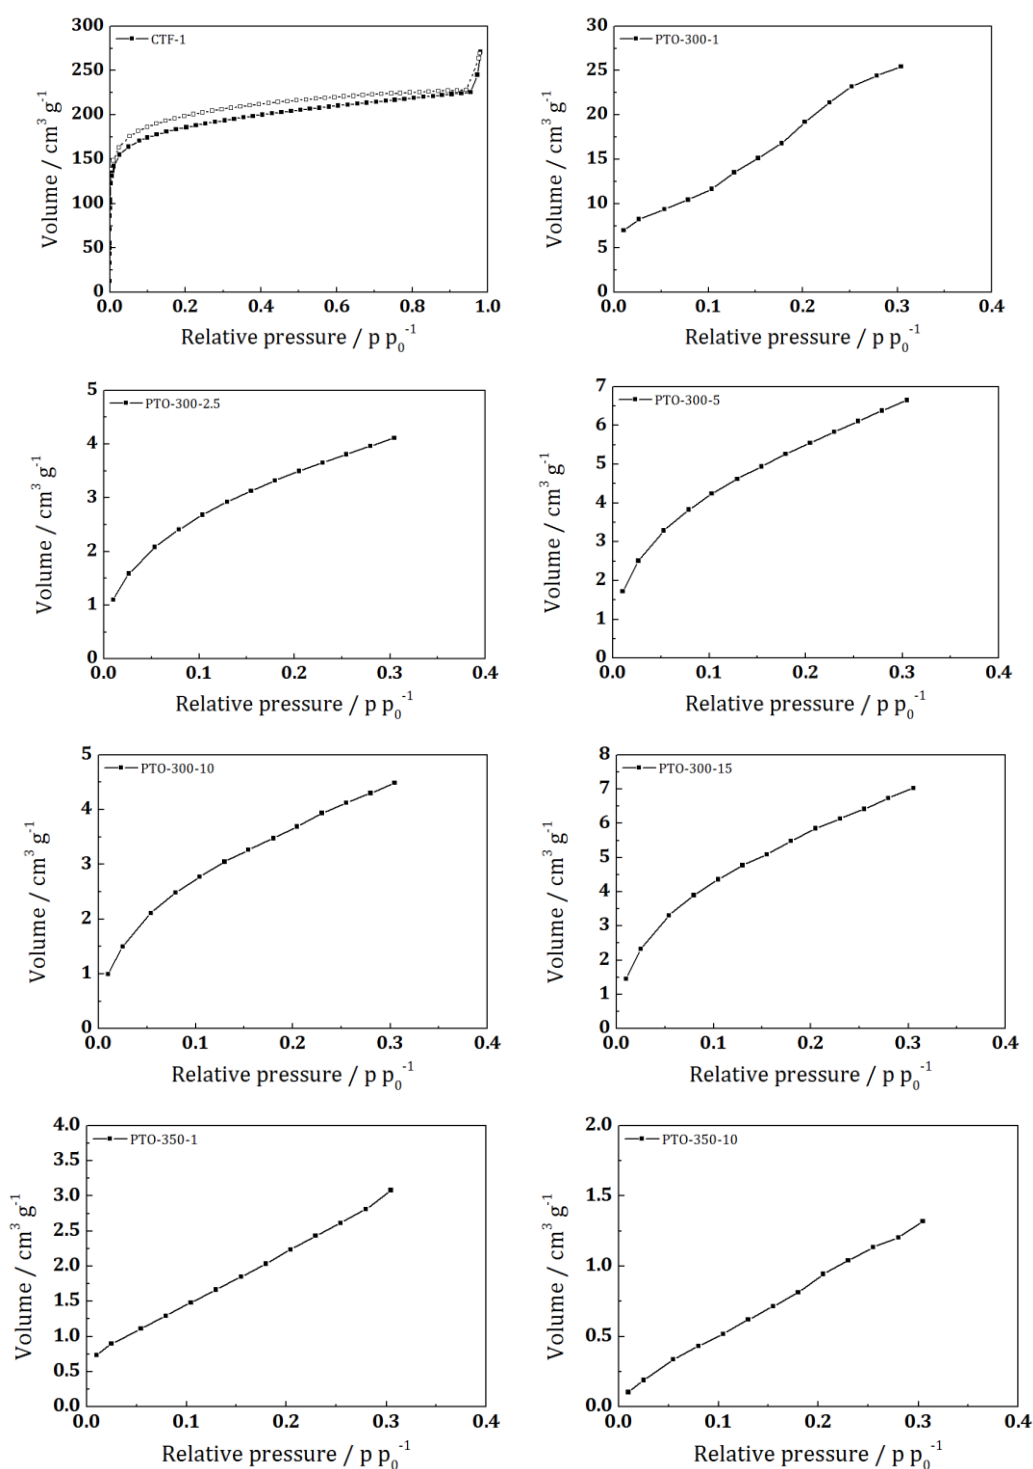 CTF-1
300
250
200
150
100
50
0
Volume / cm³ g⁻¹
0.0 0.2 0.4 0.6 0.8 1.0
Relative pressure / p p₀⁻¹
PTO-300-1
30
25
20
15
10
5
0
Volume / cm³ g⁻¹
0.0 0.1 0.2 0.3 0.4
Relative pressure / p p₀⁻¹
PTO-300-2.5
5
4
3
2
1
0
Volume / cm³ g⁻¹
0.0 0.1 0.2 0.3 0.4
Relative pressure / p p₀⁻¹
PTO-300-5
7
6
5
4
3
2
1
0
Volume / cm³ g⁻¹
0.0 0.1 0.2 0.3 0.4
Relative pressure / p p₀⁻¹
PTO-300-10
5
4
3
2
1
0
Volume / cm³ g⁻¹
0.0 0.1 0.2 0.3 0.4
Relative pressure / p p₀⁻¹
PTO-300-15
8
7
6
5
4
3
2
1
0
Volume / cm³ g⁻¹
0.0 0.1 0.2 0.3 0.4
Relative pressure / p p₀⁻¹
PTO-350-1
4.0
3.5
3.0
2.5
2.0
1.5
1.0
0.5
0.0
Volume / cm³ g⁻¹
0.0 0.1 0.2 0.3 0.4
Relative pressure / p p₀⁻¹
PTO-350-10
2.0
1.5
1.0
0.5
0.0
Volume / cm³ g⁻¹
0.0 0.1 0.2 0.3 0.4
Relative pressure / p p₀⁻¹